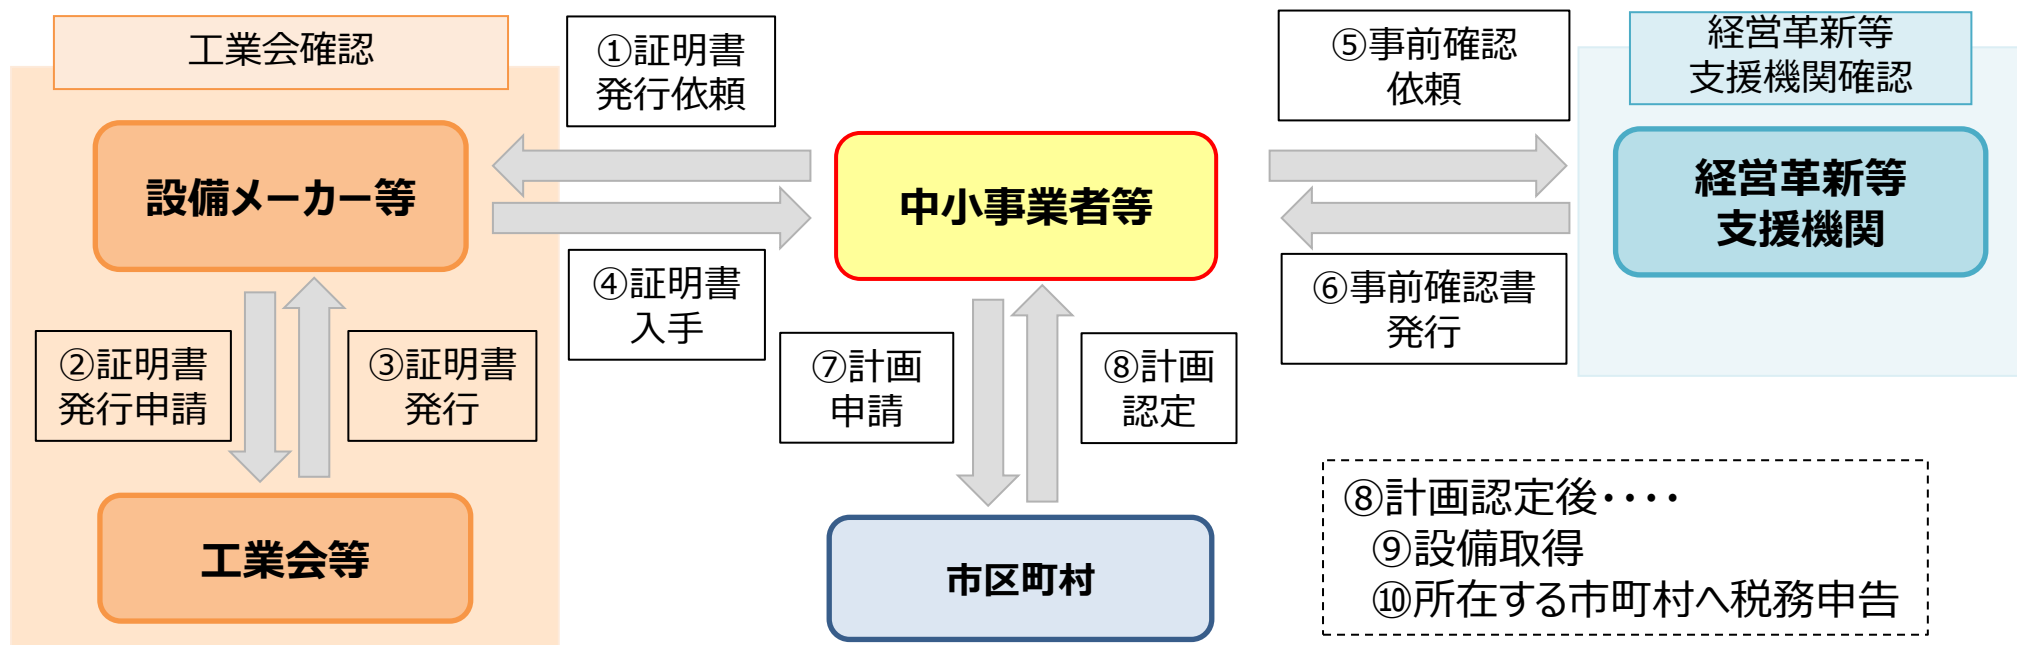 工業会確認
①証明書
発行依頼
⑤事前確認
依頼
経営革新等
支援機関確認
設備メーカー等
中小事業者等
経営革新等
支援機関
④証明書
入手
⑥事前確認書
発行
②証明書
発行申請
③証明書
発行
⑦計画
申請
⑧計画
認定
工業会等
市区町村
⑧計画認定後････
⑨設備取得
⑩所在する市町村へ税務申告